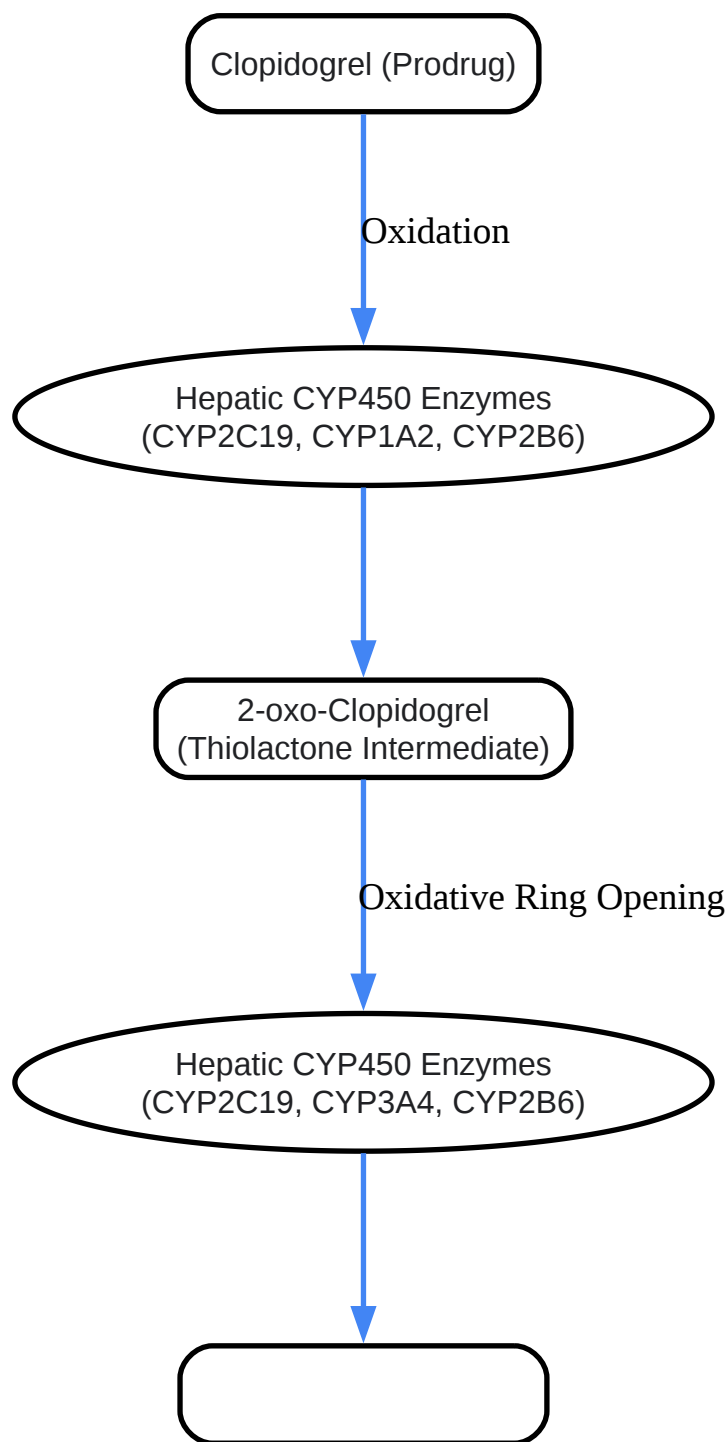 Clopidogrel (Prodrug)
Oxidation
Hepatic CYP450 Enzymes
(CYP2C19, CYP1A2, CYP2B6)
2-oxo-Clopidogrel
(Thiolactone Intermediate)
Oxidative Ring Opening
Hepatic CYP450 Enzymes
(CYP2C19, CYP3A4, CYP2B6)